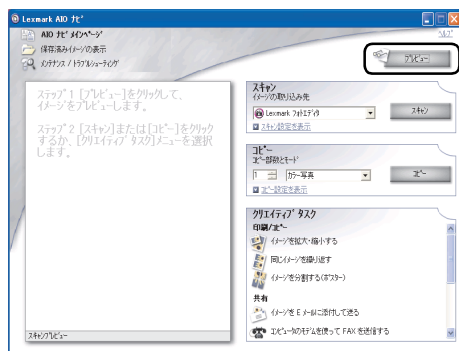 Lexmark AIO ナビ
AIO ナビ メインページ
ヘルプ
保存済みイメージの表示
メンテナンス / トラブルシューティング
プレビュー
ステップ 1 [プレビュー]をクリックして、
イメージをプレビューします。
ステップ 2 [スキャン]または[コピー]をクリック
するか、[クリエイティブ タスク]メニューを選択
します。
スキャンプレビュー
スキャン
イメージの取り込み先
Lexmark フォトエディタ
スキャン
スキャン設定を表示
コピー
コピー部数とモード
1
カラー写真
コピー
コピー設定を表示
クリエイティブ タスク
印刷/コピー
イメージを拡大・縮小する
同じイメージを繰り返す
イメージを分割する(ポスター)
共有
イメージを E メールに添付して送る
コンピュータのモデムを使って FAX を送信する